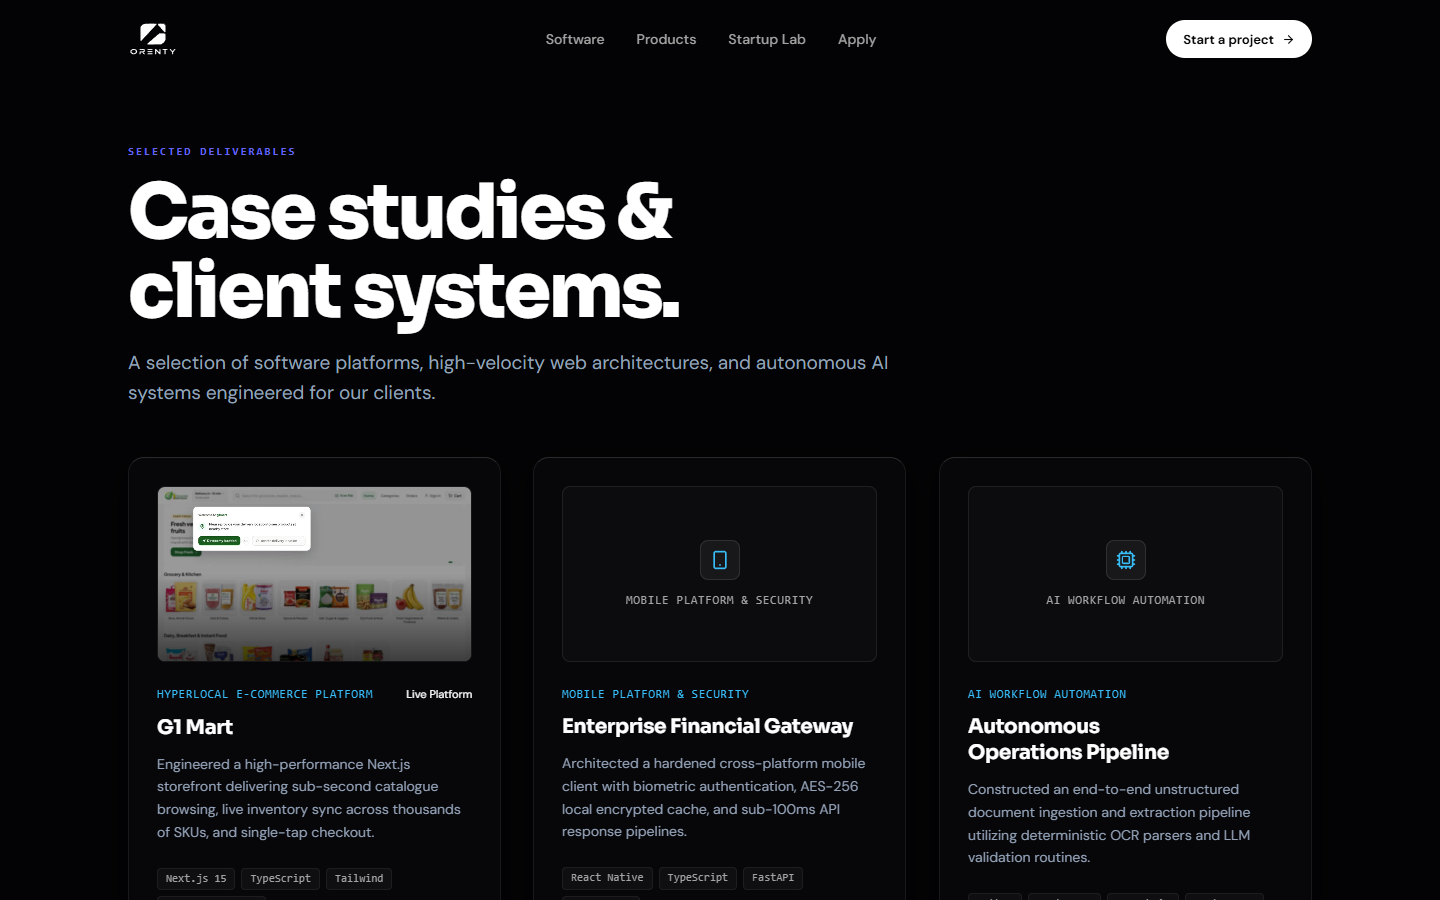 ORENTY
Software
Products
Startup Lab
Apply
Start a project →
SELECTED DELIVERABLES
Case studies &
client systems.
A selection of software platforms, high-velocity web architectures, and autonomous AI
systems engineered for our clients.
Grocery & Kitchen
MOBILE PLATFORM & SECURITY
AI WORKFLOW AUTOMATION
HYPERLOCAL E-COMMERCE PLATFORM
Live Platform
G1 Mart
Engineered a high-performance Next.js
storefront delivering sub-second catalogue
browsing, live inventory sync across thousands
of SKUs, and single-tap checkout.
Next.js 15
TypeScript
Tailwind
MOBILE PLATFORM & SECURITY
Enterprise Financial Gateway
Architected a hardened cross-platform mobile
client with biometric authentication, AES-256
local encrypted cache, and sub-100ms API
response pipelines.
React Native
TypeScript
FastAPI
AI WORKFLOW AUTOMATION
Autonomous
Operations Pipeline
Constructed an end-to-end unstructured
document ingestion and extraction pipeline
utilizing deterministic OCR parsers and LLM
validation routines.